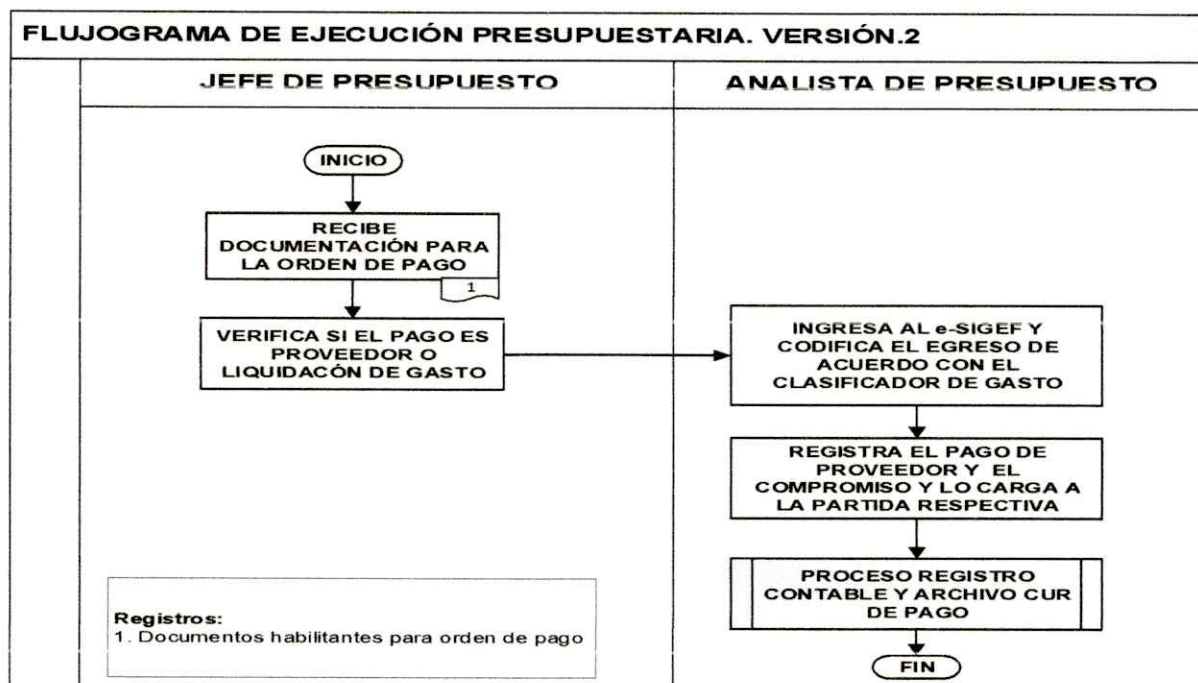 FLUJOGRAMA DE EJECUCIÓN PRESUPUESTARIA. VERSIÓN.2
JEFE DE PRESUPUESTO
ANALISTA DE PRESUPUESTO
INICIO
RECIBE
DOCUMENTACIÓN PARA
LA ORDEN DE PAGO
1
VERIFICA SI EL PAGO ES
PROVEEDOR O
LIQUIDACÓN DE GASTO
INGRESA AL e-SIGEF Y
CODIFICA EL EGRESO DE
ACUERDO CON EL
CLASIFICADOR DE GASTO
REGISTRA EL PAGO DE
PROVEEDOR Y EL
COMPROMISO Y LO CARGA A
LA PARTIDA RESPECTIVA
PROCESO REGISTRO
CONTABLE Y ARCHIVO CUR
DE PAGO
FIN
Registros:
1. Documentos habilitantes para orden de pago